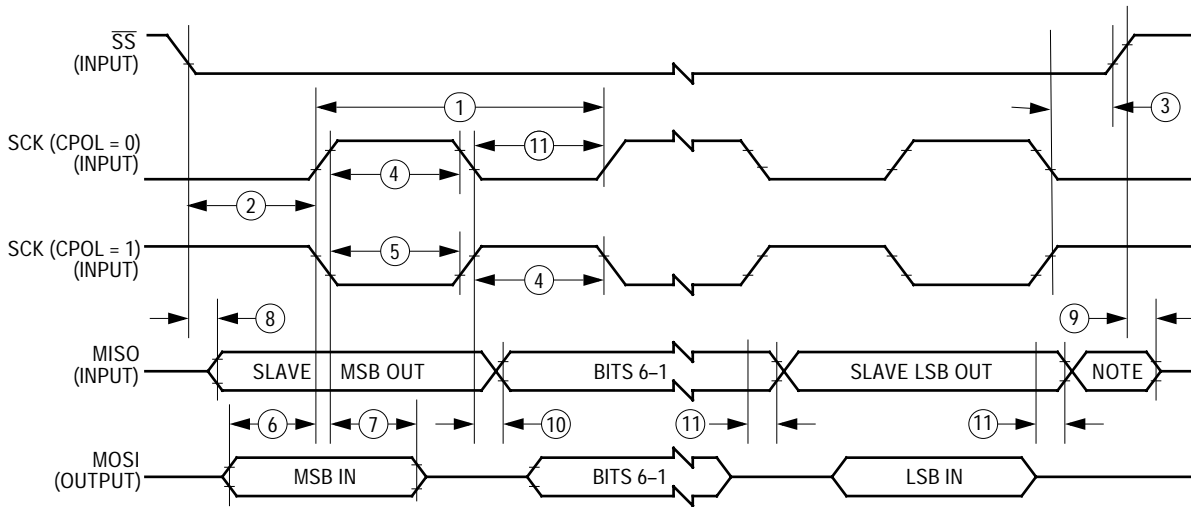 SS
(INPUT)
3
1
SCK (CPOL = 0)
(INPUT)
11
4
2
SCK (CPOL = 1)
(INPUT)
5
4
8
9
MISO
(INPUT)
SLAVE MSB OUT
BITS 6–1
SLAVE LSB OUT
NOTE
6
7
10
11
11
MOSI
(OUTPUT)
MSB IN
BITS 6–1
LSB IN